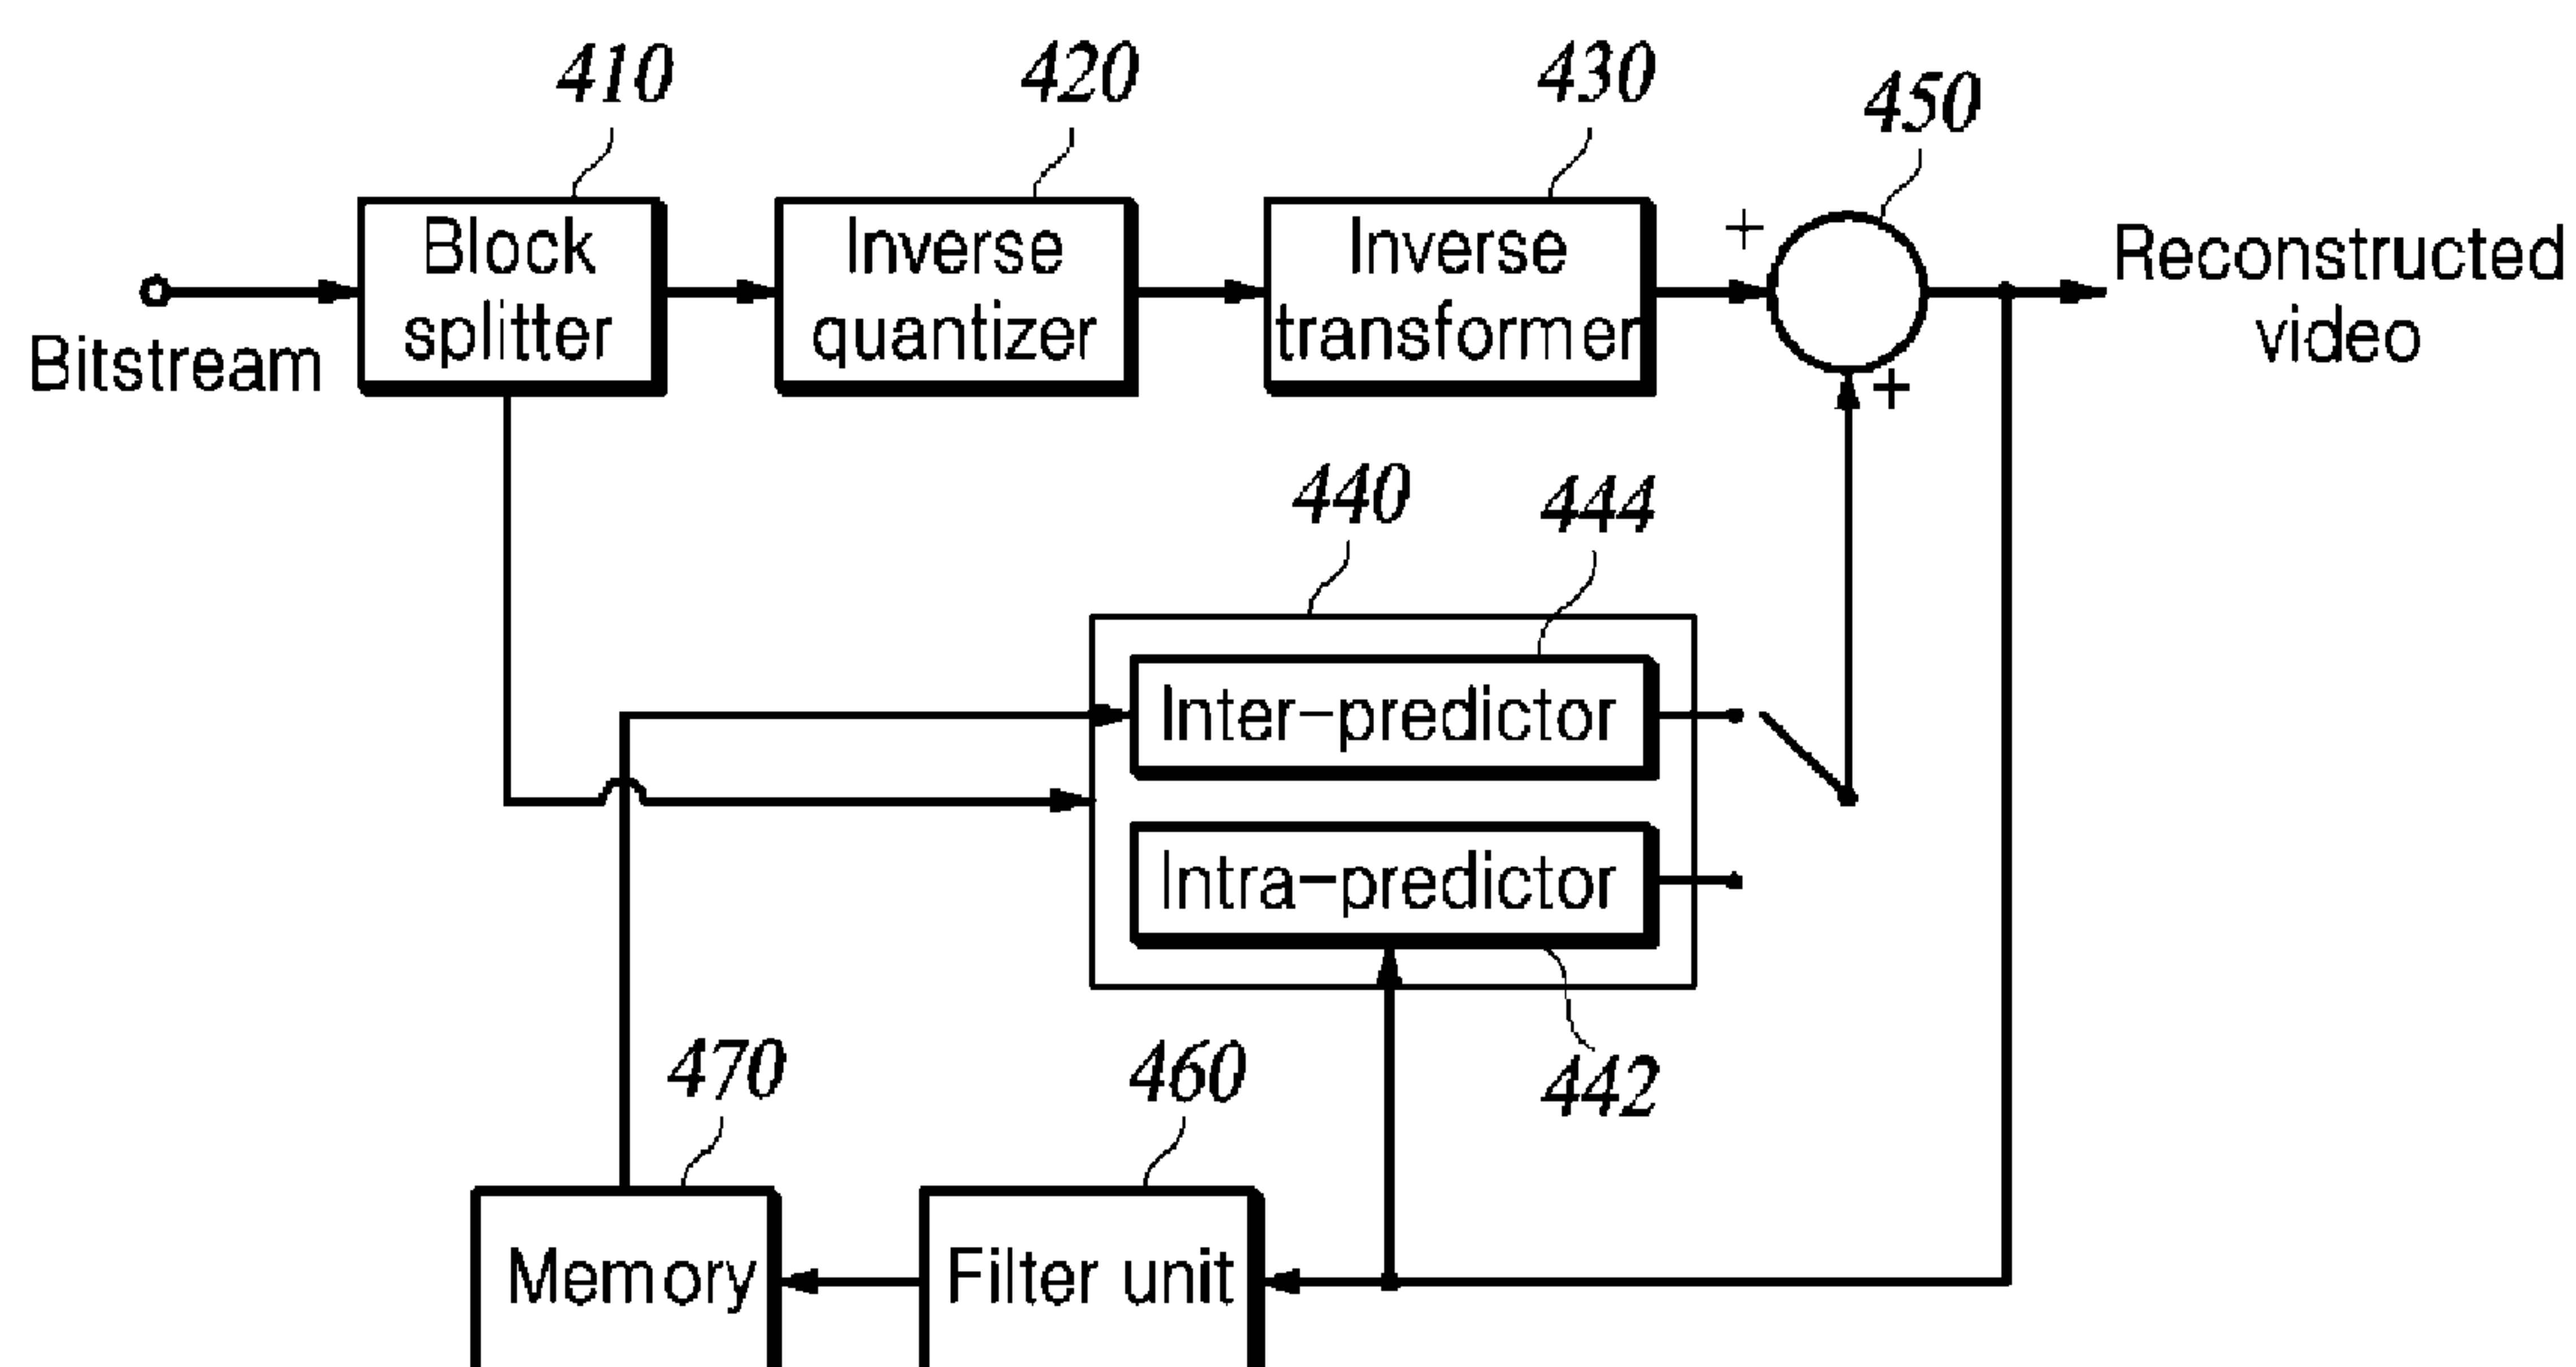 410
420
430
450
Block
splitter
Inverse
quantizer
Inverse
transformer
+
Reconstructed
video
Bitstream
+
440
444
Inter-predictor
Intra-predictor
442
470
460
Memory
Filter unit